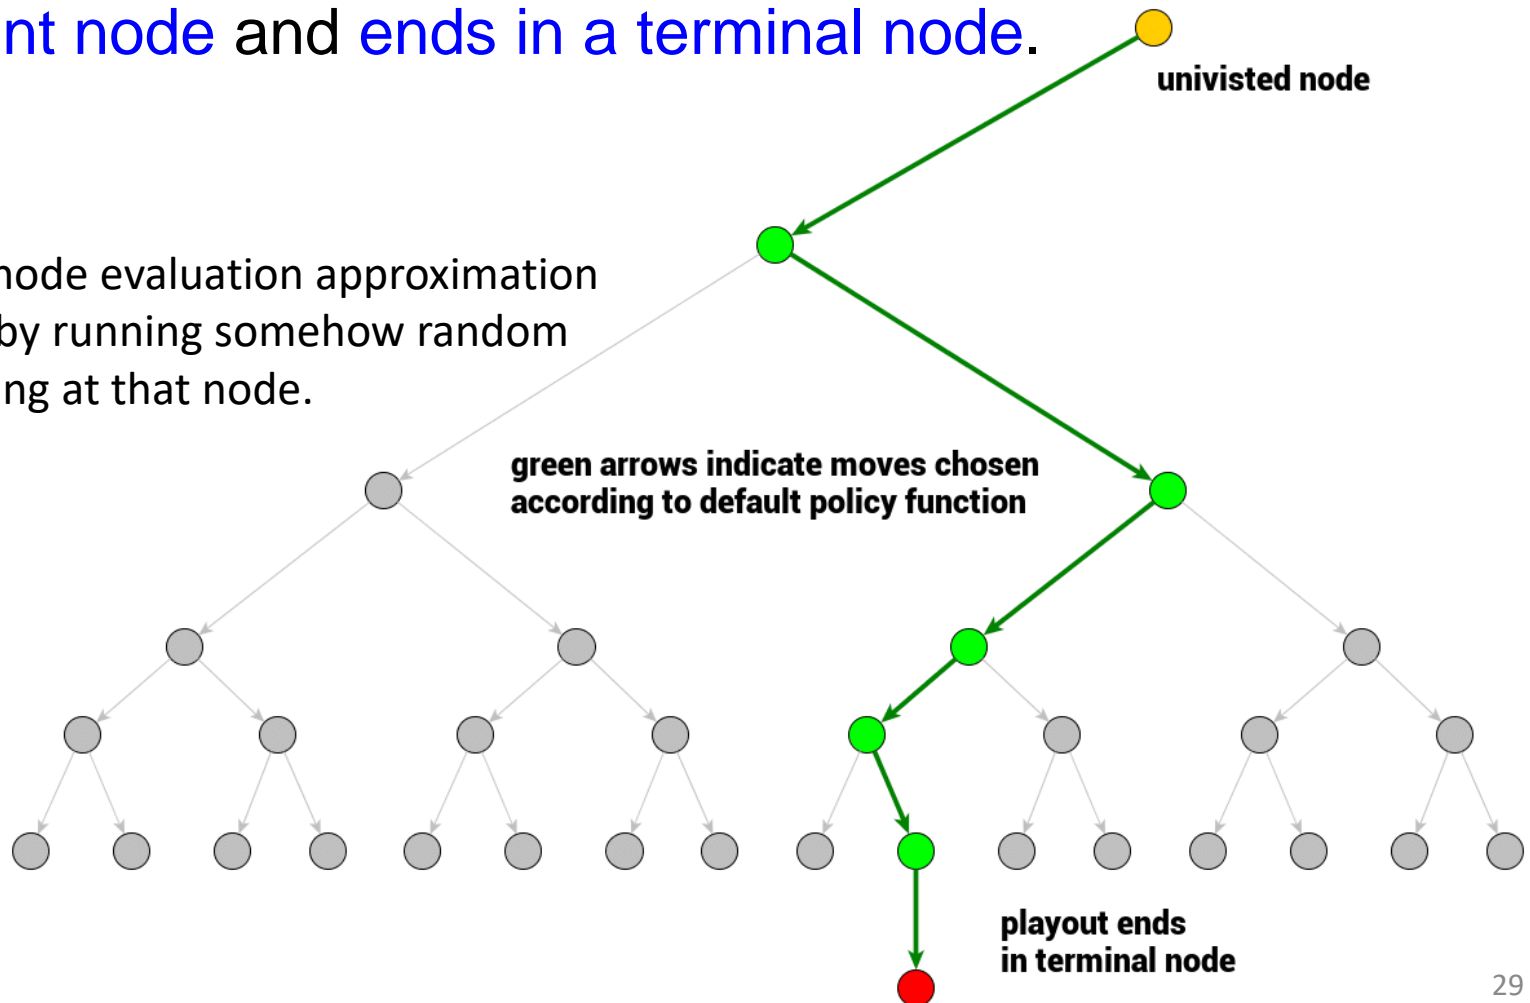 nt node and ends in a terminal node.
univisted node
node evaluation approximation
by running somehow random
ng at that node.
green arrows indicate moves chosen
according to default policy function
playout ends
in terminal node
29